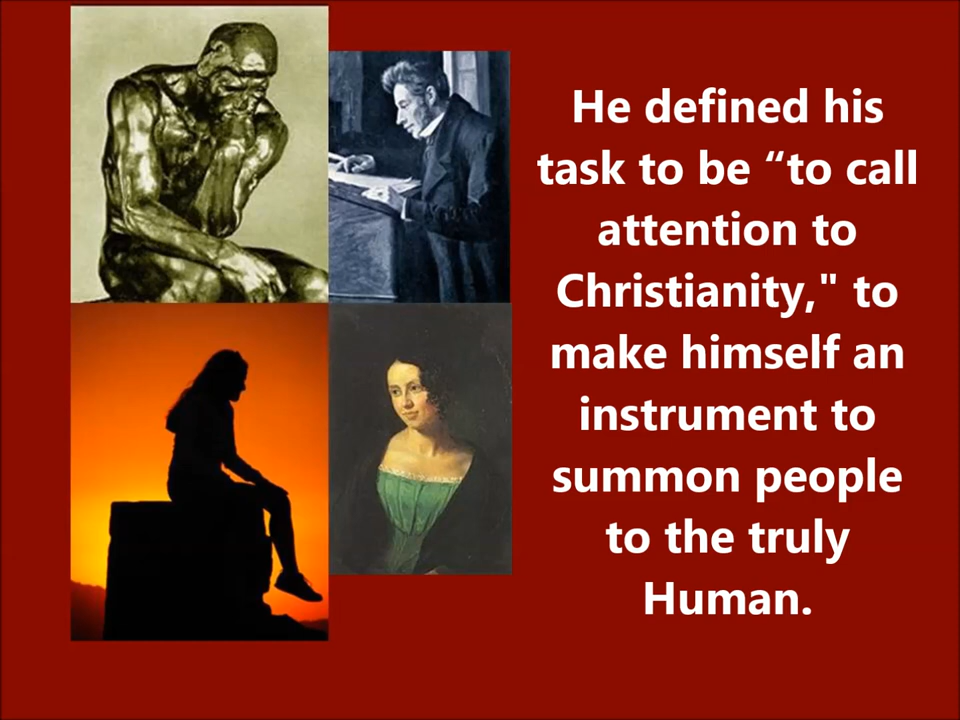 He defined his
task to be “to call
attention to
Christianity," to
make himself an
instrument to
summon people
to the truly
Human.